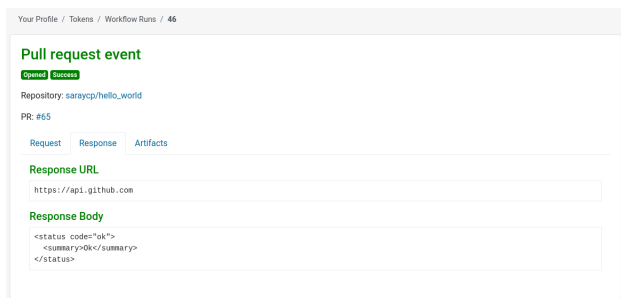 Your Profile / Tokens / Workflow Runs / 46
Pull request event
Opened Success
Repository: saraycp/hello_world
PR: #65
Request Response Artifacts
Response URL
https://api.github.com
Response Body
<status code="ok">
  <summary>Ok</summary>
</status>